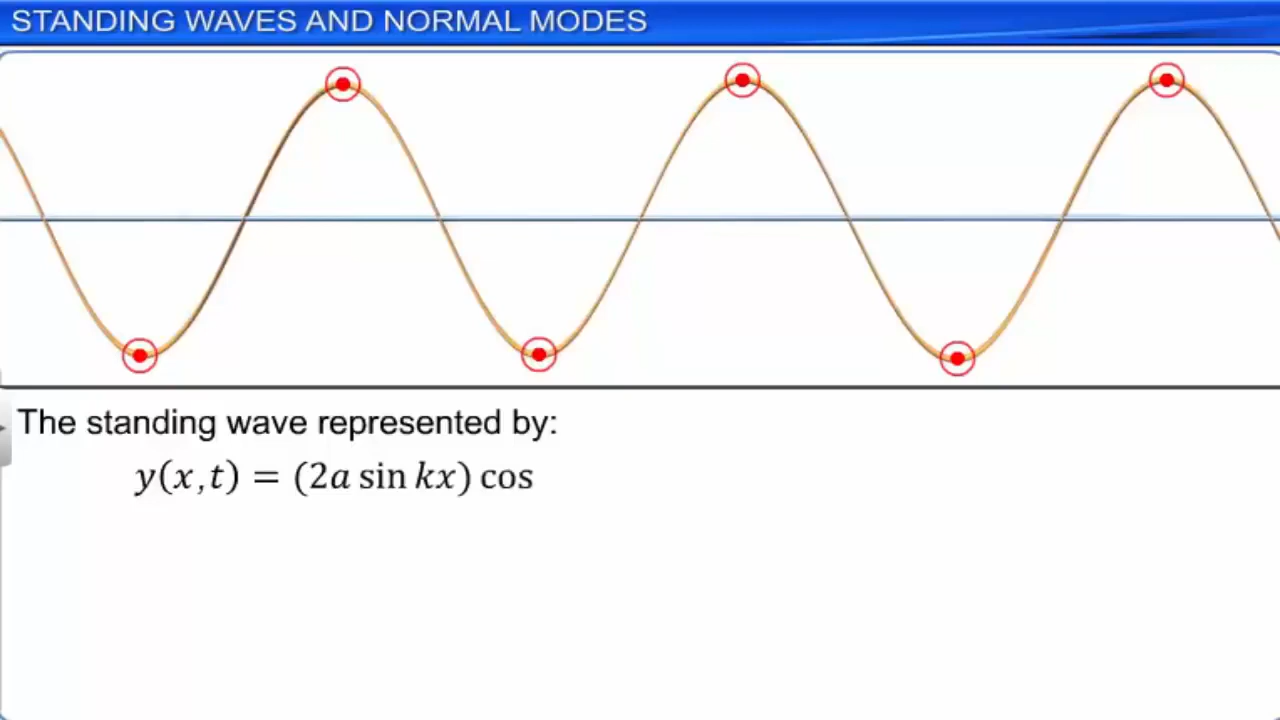 STANDING WAVES AND NORMAL MODES
The standing wave represented by:
y(x,t) = (2a sin kx) cos